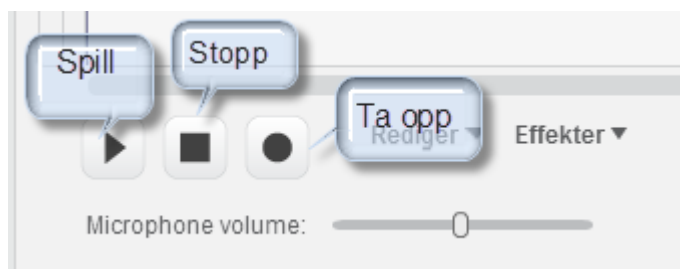 Spill
Stopp
Ta opp
Rediger
Effekter
Microphone volume: